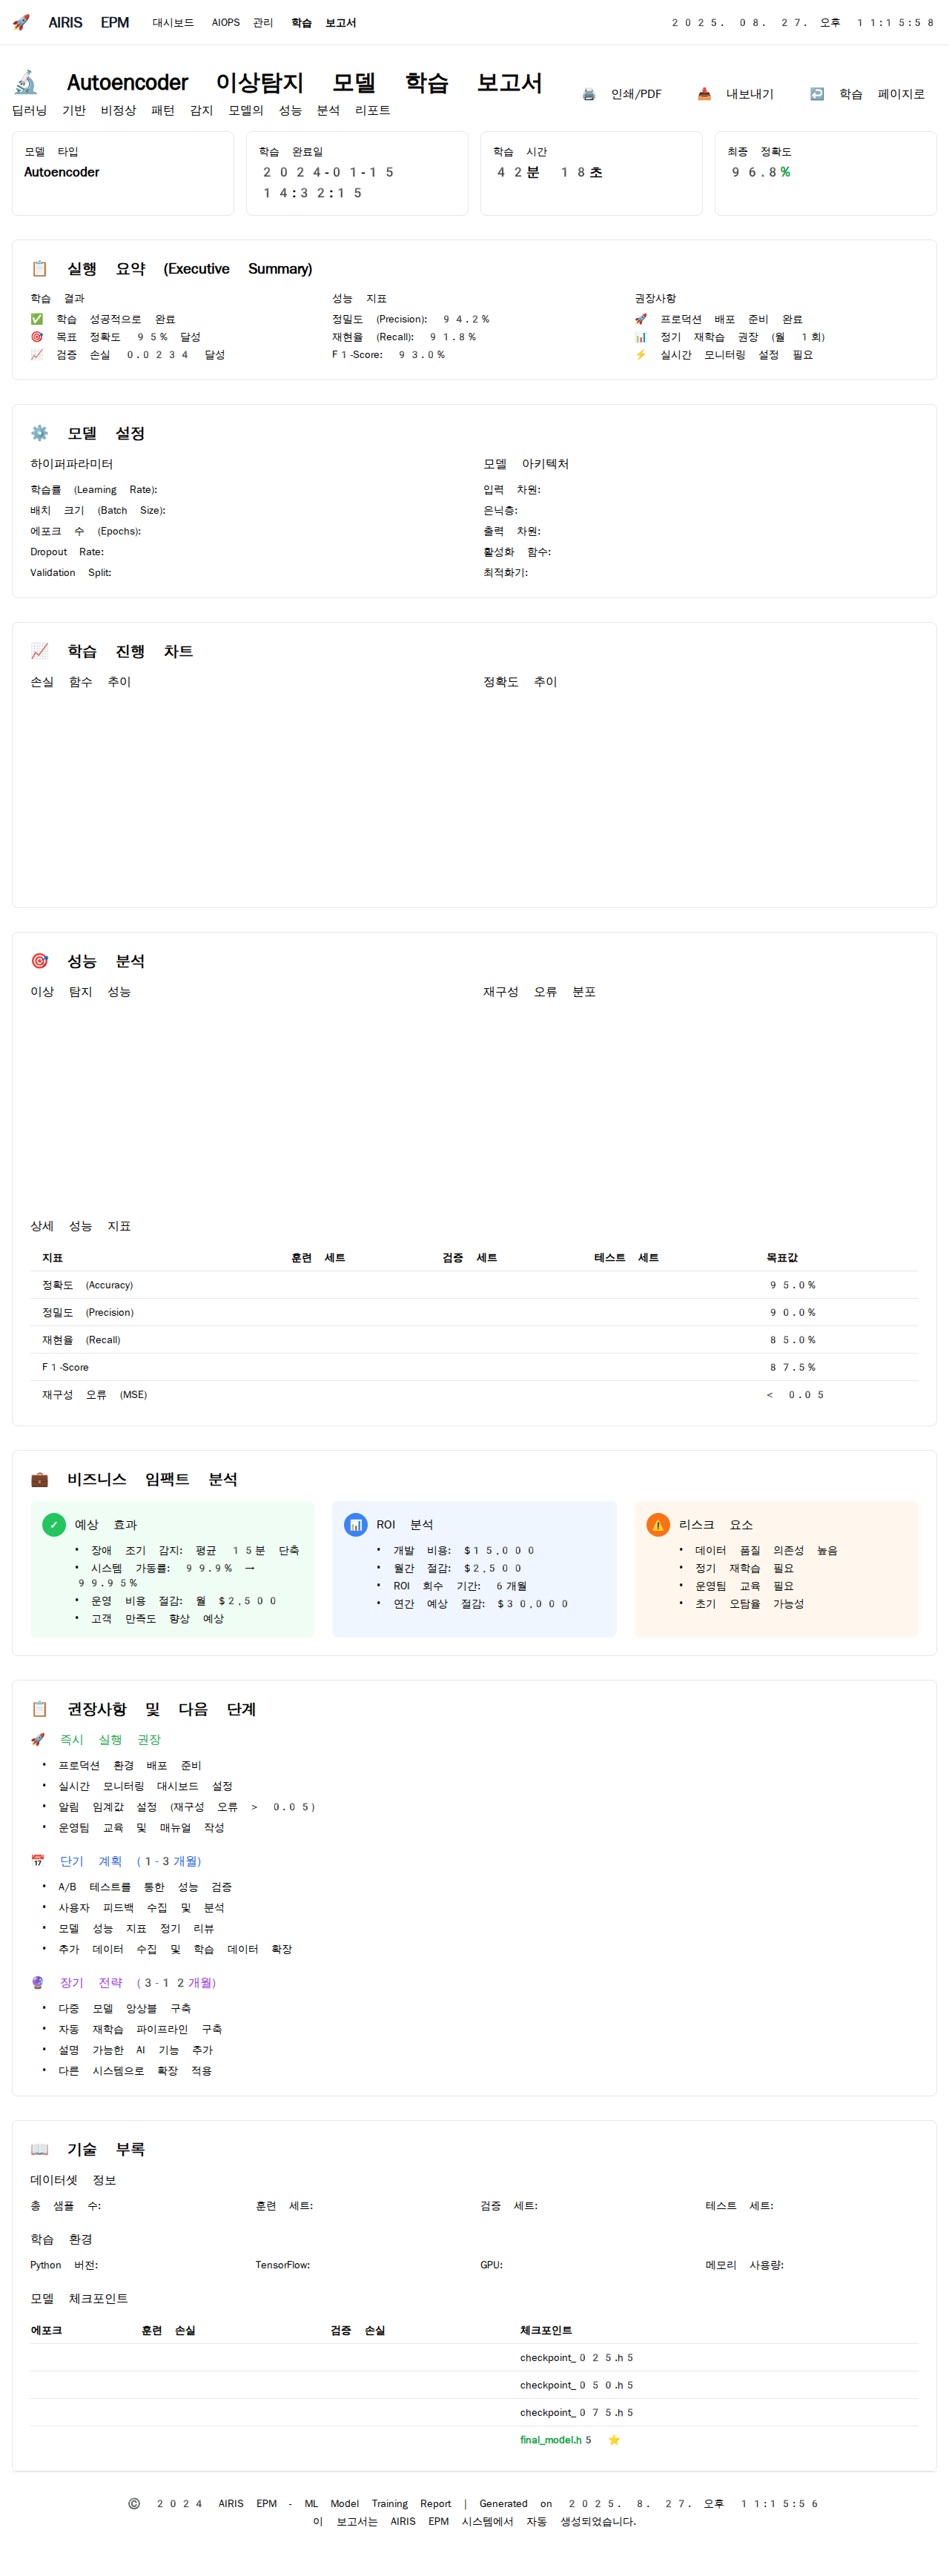 🚀 AIRIS EPM 대시보드 AIOPS 관리 학습 보고서 2025. 08. 27. 오후 11:15:58
🔬 Autoencoder 이상탐지 모델 학습 보고서
딥러닝 기반 비정상 패턴 감지 모델의 성능 분석 리포트
🖨️ 인쇄/PDF 📥 내보내기 ↩️ 학습 페이지로
모델 타입
Autoencoder
학습 완료일
2024-01-15
14:32:15
학습 시간
42분 18초
최종 정확도
96.8%
📋 실행 요약 (Executive Summary)
학습 결과
✅ 학습 성공적으로 완료
🎯 목표 정확도 95% 달성
📈 검증 손실 0.0234 달성
성능 지표
정밀도 (Precision): 94.2%
재현율 (Recall): 91.8%
F1-Score: 93.0%
권장사항
🚀 프로덕션 배포 준비 완료
📊 정기 재학습 권장 (월 1회)
⚡ 실시간 모니터링 설정 필요
⚙️ 모델 설정
하이퍼파라미터
학습률 (Learning Rate):
배치 크기 (Batch Size):
에포크 수 (Epochs):
Dropout Rate:
Validation Split:
모델 아키텍처
입력 차원:
은닉층:
출력 차원:
활성화 함수:
최적화기:
📈 학습 진행 차트
손실 함수 추이
정확도 추이
🎯 성능 분석
이상 탐지 성능
재구성 오류 분포
상세 성능 지표
지표 훈련 세트 검증 세트 테스트 세트 목표값
정확도 (Accuracy) 95.0%
정밀도 (Precision) 90.0%
재현율 (Recall) 85.0%
F1-Score 87.5%
재구성 오류 (MSE) < 0.05
💼 비즈니스 임팩트 분석
✓ 예상 효과
• 장애 조기 감지: 평균 15분 단축
• 시스템 가동률: 99.9% →
99.95%
• 운영 비용 절감: 월 $2,500
• 고객 만족도 향상 예상
📊 ROI 분석
• 개발 비용: $15,000
• 월간 절감: $2,500
• ROI 회수 기간: 6개월
• 연간 예상 절감: $30,000
⚠️ 리스크 요소
• 데이터 품질 의존성 높음
• 정기 재학습 필요
• 운영팀 교육 필요
• 초기 오탐율 가능성
📋 권장사항 및 다음 단계
🚀 즉시 실행 권장
• 프로덕션 환경 배포 준비
• 실시간 모니터링 대시보드 설정
• 알림 임계값 설정 (재구성 오류 > 0.05)
• 운영팀 교육 및 매뉴얼 작성
📅 단기 계획 (1-3개월)
• A/B 테스트를 통한 성능 검증
• 사용자 피드백 수집 및 분석
• 모델 성능 지표 정기 리뷰
• 추가 데이터 수집 및 학습 데이터 확장
🔮 장기 전략 (3-12개월)
• 다중 모델 앙상블 구축
• 자동 재학습 파이프라인 구축
• 설명 가능한 AI 기능 추가
• 다른 시스템으로 확장 적용
📖 기술 부록
데이터셋 정보
총 샘플 수: 훈련 세트: 검증 세트: 테스트 세트:
학습 환경
Python 버전: TensorFlow: GPU: 메모리 사용량:
모델 체크포인트
에포크 훈련 손실 검증 손실 체크포인트
checkpoint_025.h5
checkpoint_050.h5
checkpoint_075.h5
final_model.h5 ⭐
© 2024 AIRIS EPM - ML Model Training Report | Generated on 2025. 8. 27. 오후 11:15:56
이 보고서는 AIRIS EPM 시스템에서 자동 생성되었습니다.